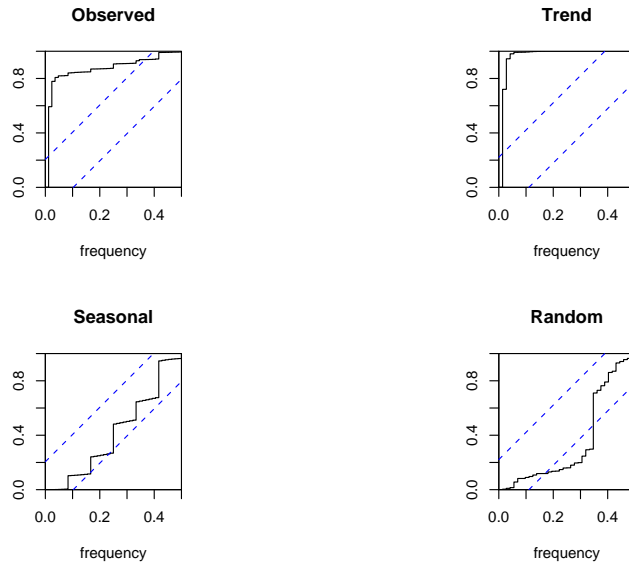 Observed
0.0 0.4 0.8
0.0 0.2 0.4
frequency
Trend
0.0 0.4 0.8
0.0 0.2 0.4
frequency
Seasonal
0.0 0.4 0.8
0.0 0.2 0.4
frequency
Random
0.0 0.4 0.8
0.0 0.2 0.4
frequency